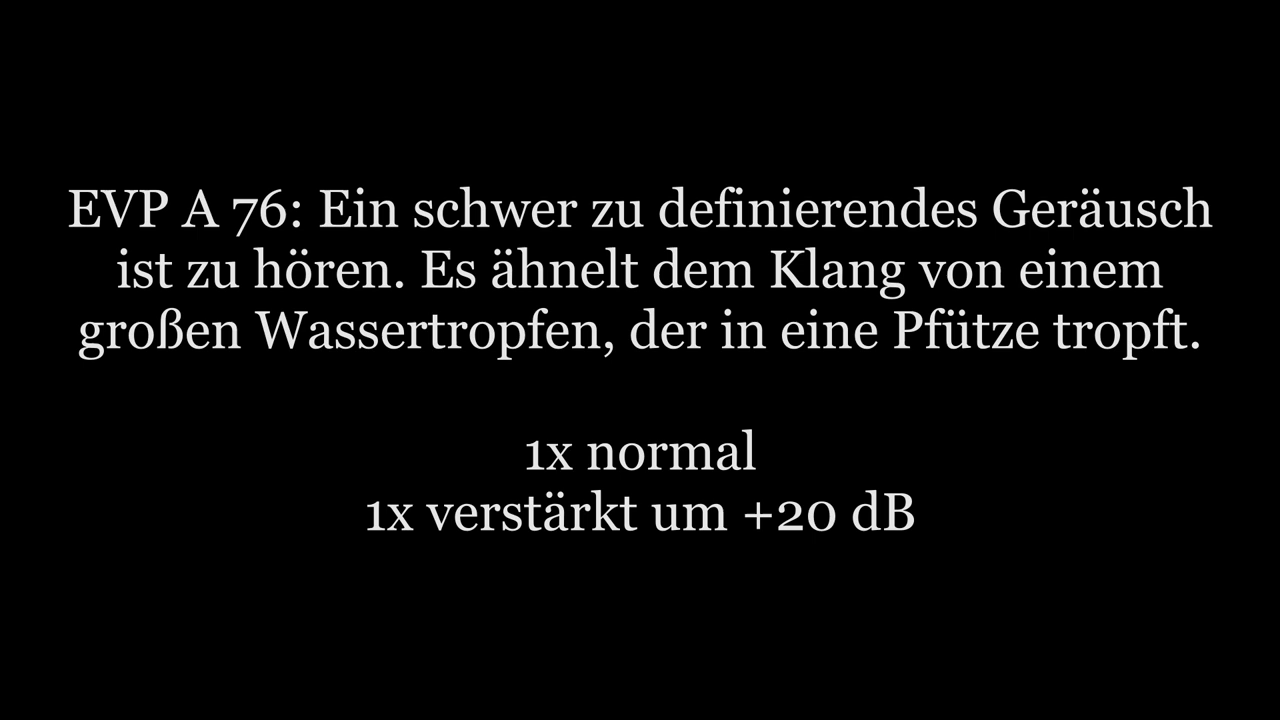 EVP A 76: Ein schwer zu definierendes Geräusch
ist zu hören. Es ähnelt dem Klang von einem
großen Wassertropfen, der in eine Pfütze tropft.
1x normal
1x verstärkt um +20 dB